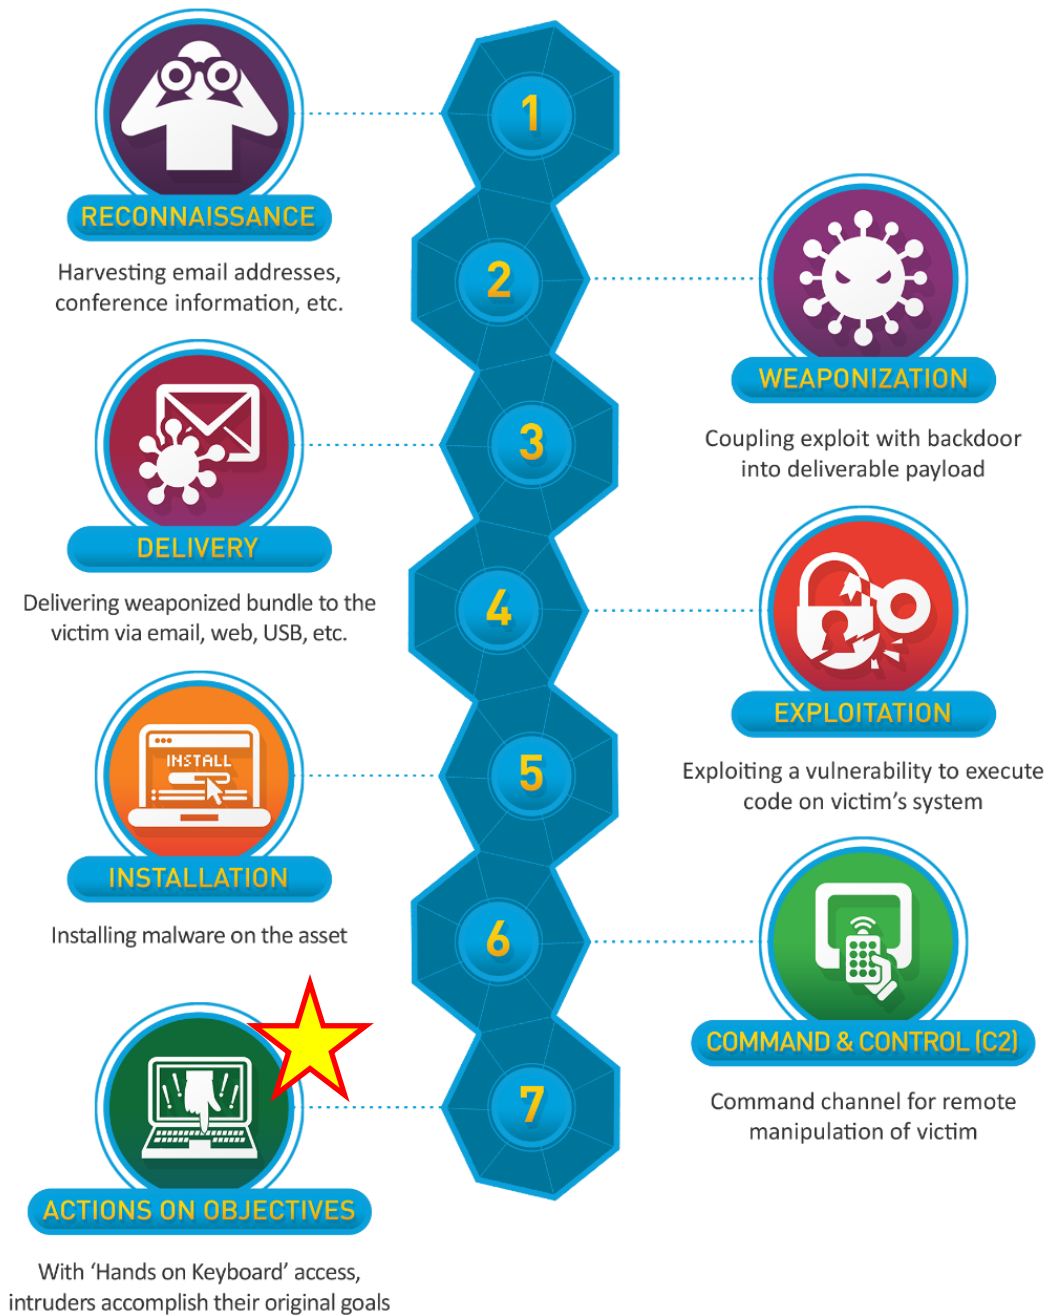 1
RECONNAISSANCE
Harvesting email addresses,
conference information, etc.
2
WEAPONIZATION
Coupling exploit with backdoor
into deliverable payload
3
DELIVERY
Delivering weaponized bundle to the
victim via email, web, USB, etc.
4
EXPLOITATION
Exploiting a vulnerability to execute
code on victim’s system
5
INSTALL
INSTALLATION
Installing malware on the asset
6
COMMAND & CONTROL (C2)
Command channel for remote
manipulation of victim
7
! ! ! !
ACTIONS ON OBJECTIVES
With ‘Hands on Keyboard’ access,
intruders accomplish their original goals